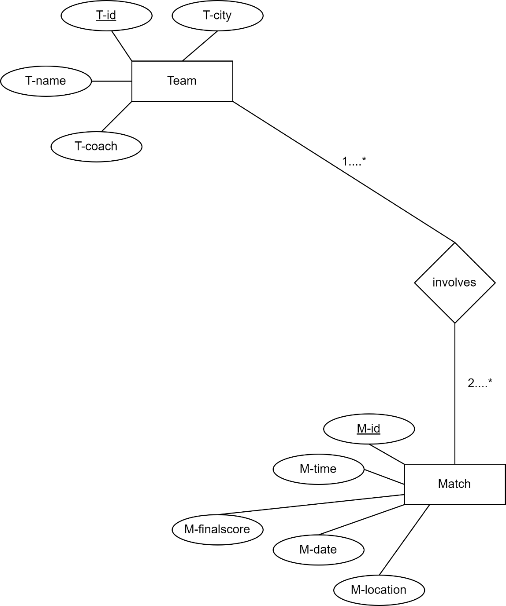 T-id
T-city
T-name
Team
T-coach
1....*
involves
2....*
M-id
M-time
Match
M-finalscore
M-date
M-location